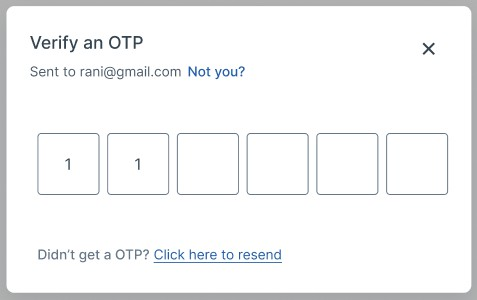 Verify an OTP
Sent to rani@gmail.com Not you?
1 1
Didn't get a OTP? Click here to resend